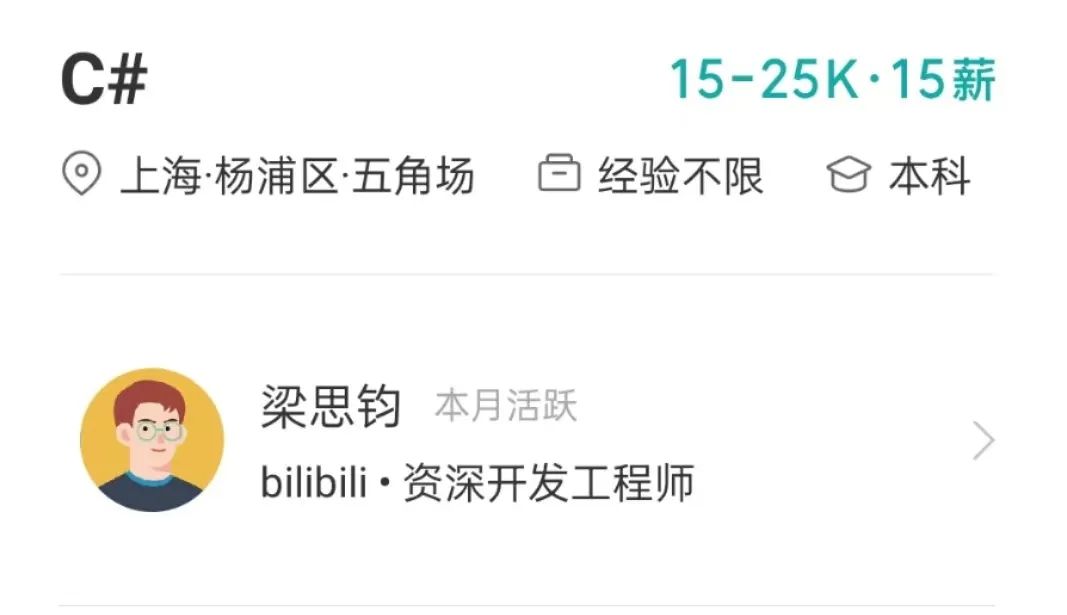 C# 15-25K·15薪
上海·杨浦区·五角场 经验不限 本科
梁思钧 本月活跃
bilibili • 资深开发工程师